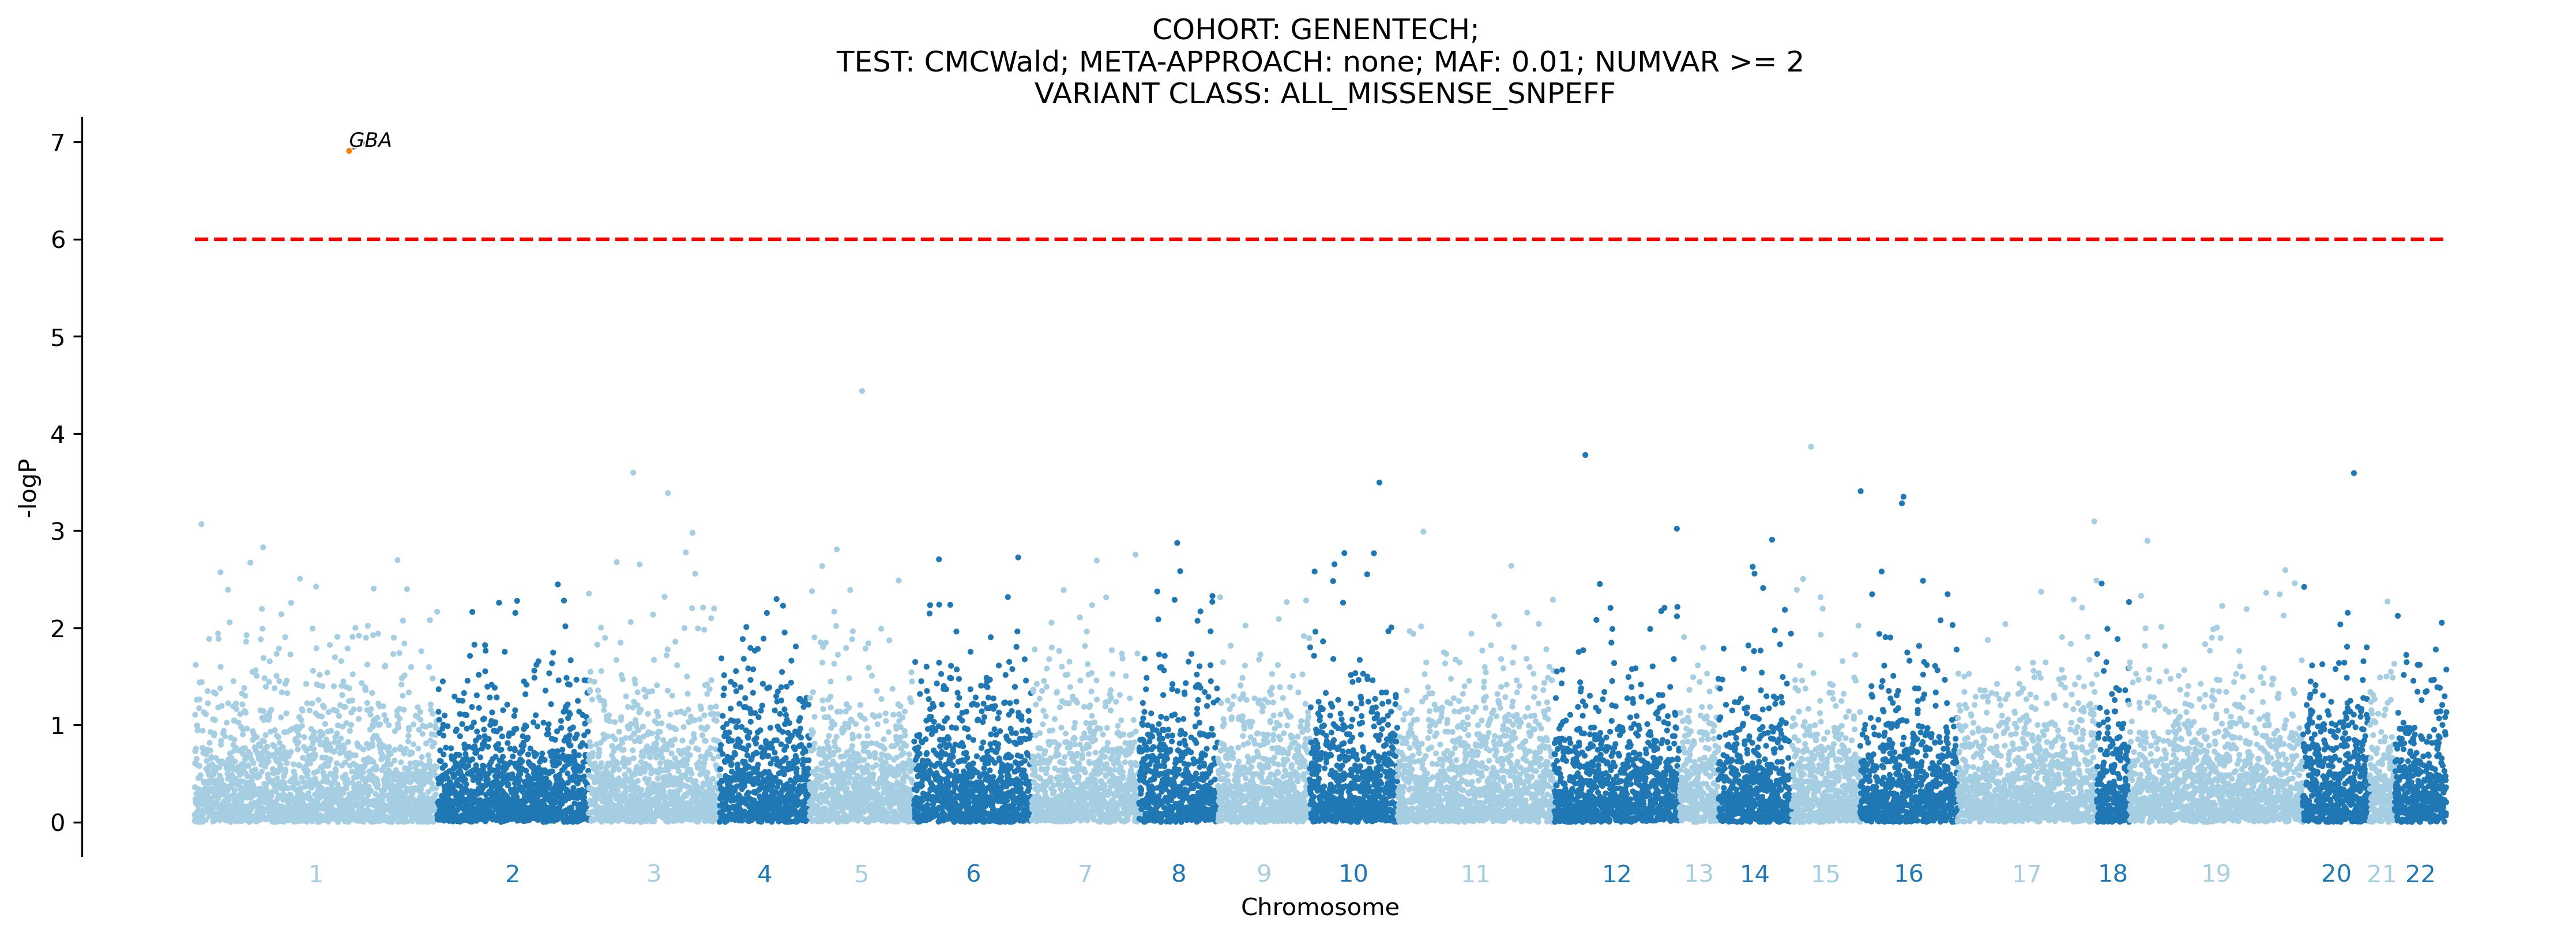 COHORT: GENENTECH;
TEST: CMCWald; META-APPROACH: none; MAF: 0.01; NUMVAR >= 2
VARIANT CLASS: ALL_MISSENSE_SNPEFF
7
GBA
6
5
4
3
2
1
0
-logP
1 2 3 4 5 6 7 8 9 10 11 12 13 14 15 16 17 18 19 20 21 22
Chromosome